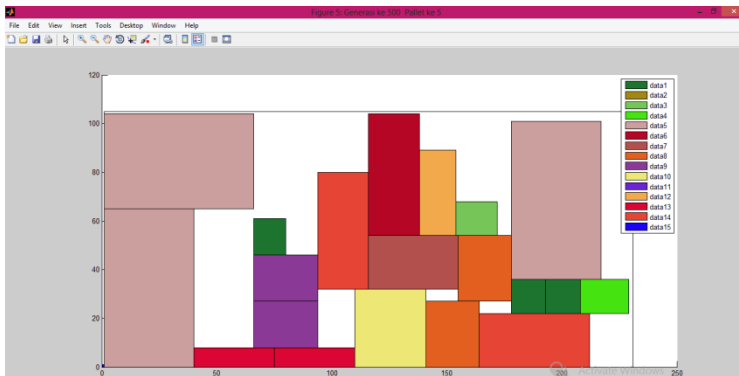 Figure 5: Generasi ke 500 Pallet ke 5
File Edit View Insert Tools Desktop Window Help
120
100
80
60
40
20
0
0 50 100 150 200 250
data1
data2
data3
data4
data5
data6
data7
data8
data9
data10
data11
data12
data13
data14
data15
Activate Windows